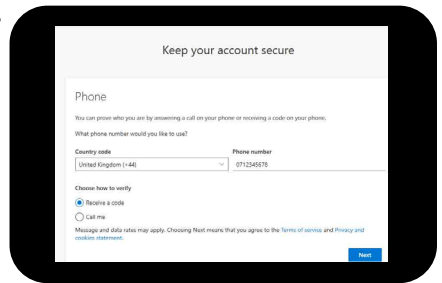 Keep your account secure
Phone
You can prove who you are by answering a call on your phone or receiving a code on your phone.
What phone number would you like to use?
Country code Phone number
United Kingdom (+44) 0712345678
Choose how to verify
Receive a code
Call me
Message and data rates may apply. Choosing Next means that you agree to the Terms of service and Privacy and
cookies statement.
Next